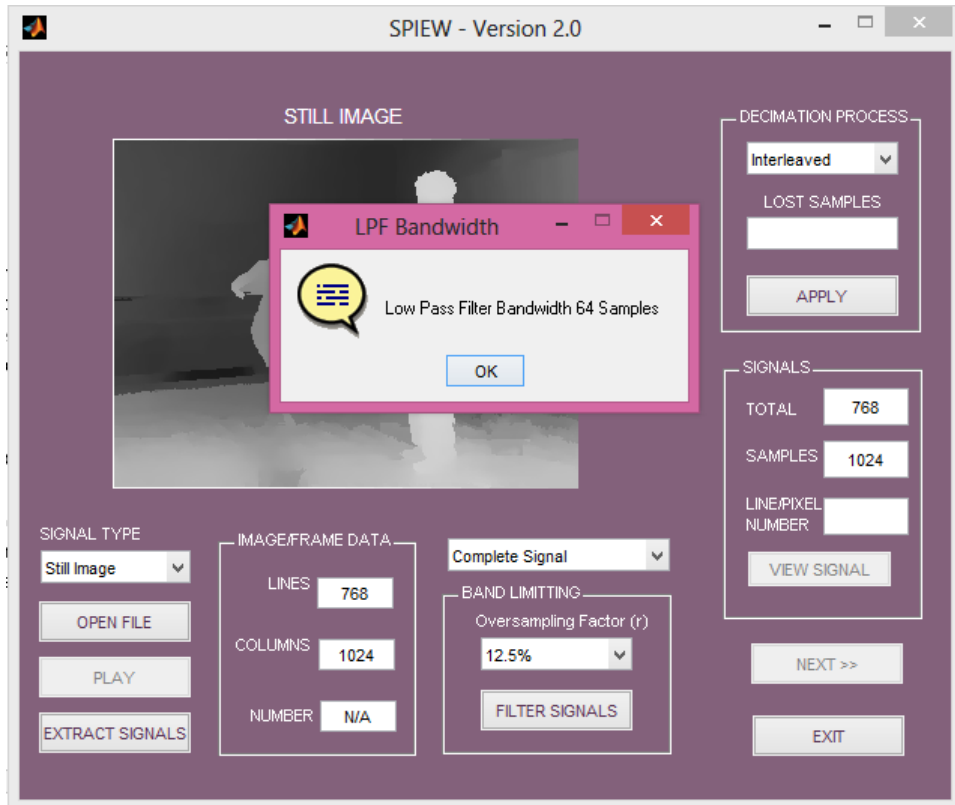 SPIEW - Version 2.0
STILL IMAGE
LPF Bandwidth
Low Pass Filter Bandwidth 64 Samples
OK
DECIMATION PROCESS
Interleaved
LOST SAMPLES
APPLY
SIGNALS
TOTAL 768
SAMPLES 1024
LINE/PIXEL
NUMBER
VIEW SIGNAL
SIGNAL TYPE
Still Image
OPEN FILE
PLAY
EXTRACT SIGNALS
IMAGE/FRAME DATA
LINES 768
COLUMNS 1024
NUMBER N/A
Complete Signal
BAND LIMITTING
Oversampling Factor (r)
12.5%
FILTER SIGNALS
NEXT >>
EXIT